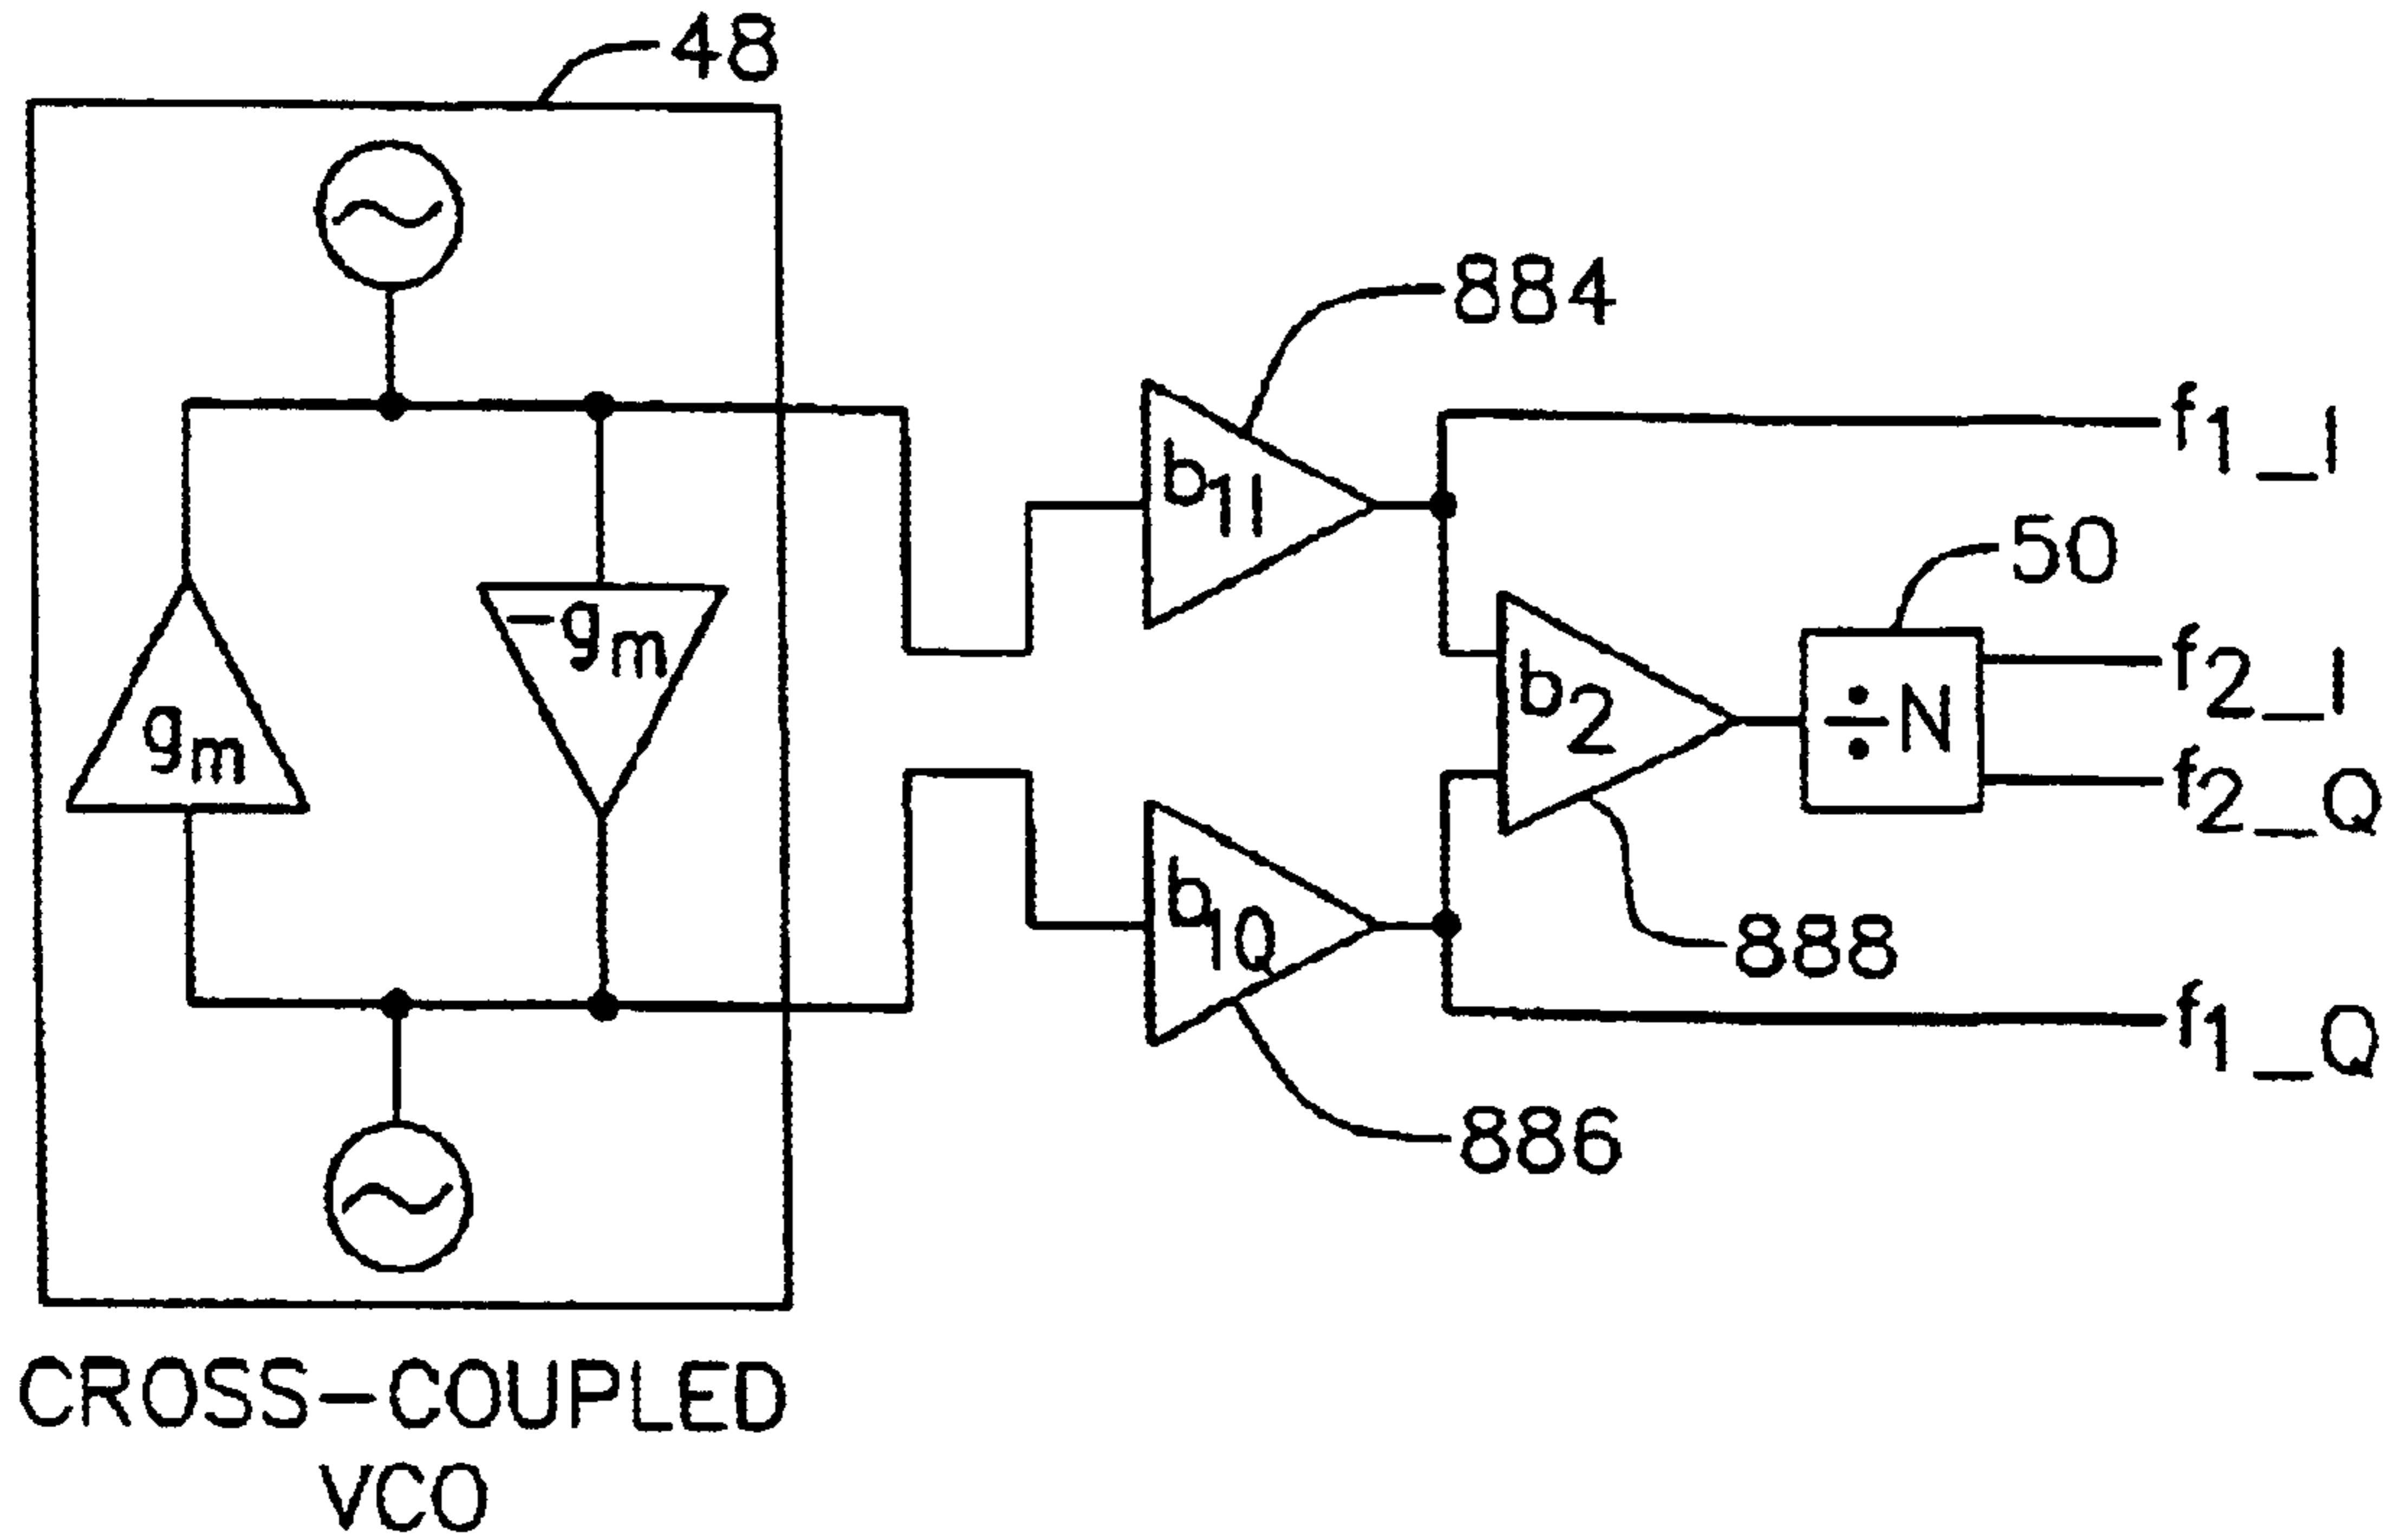 48
884
f1_I
b1I
50
-gm
f2_I
b2
÷N
gm
f2_Q
b1Q
888
f1_Q
886
CROSS-COUPLED
VCO